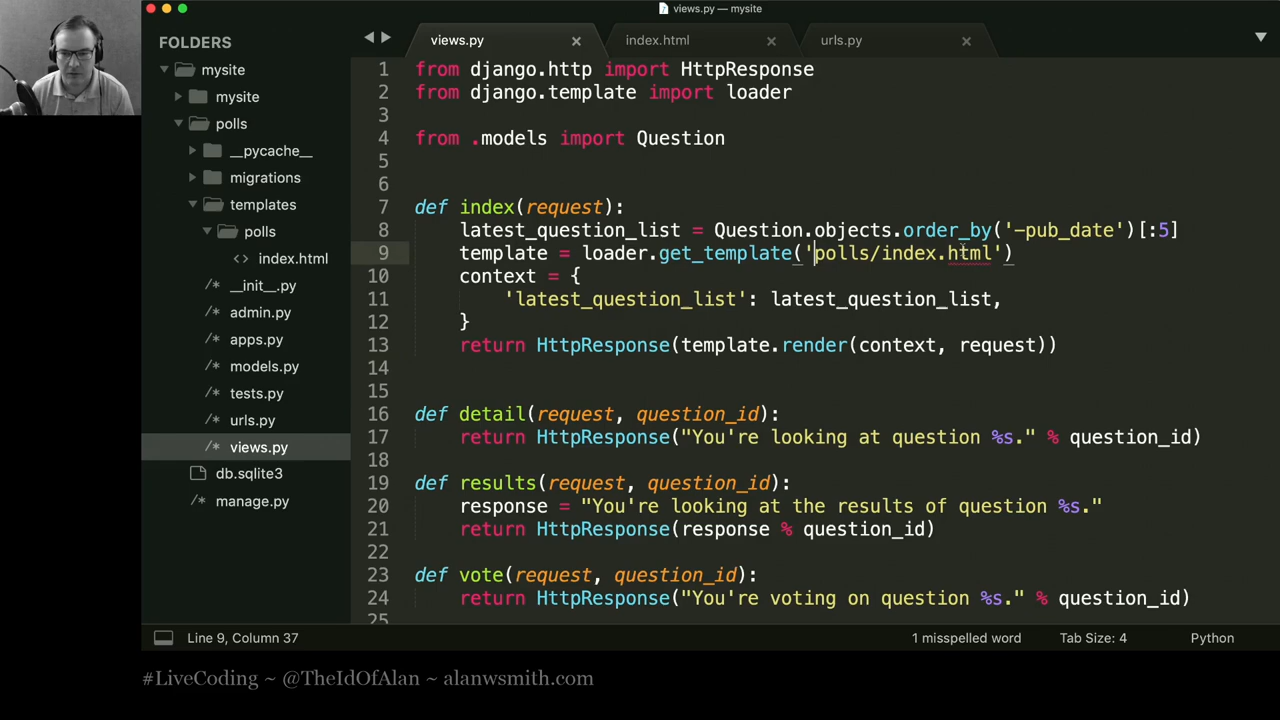 views.py — mysite
FOLDERS
mysite
mysite
polls
__pycache__
migrations
templates
polls
<> index.html
/* __init__.py
/* admin.py
/* apps.py
/* models.py
/* tests.py
/* urls.py
/* views.py
db.sqlite3
/* manage.py
views.py × index.html × urls.py ×
1 from django.http import HttpResponse
2 from django.template import loader
3
4 from .models import Question
5
6
7 def index(request):
8 latest_question_list = Question.objects.order_by('-pub_date')[:5]
9 template = loader.get_template('polls/index.html')
10 context = {
11 'latest_question_list': latest_question_list,
12 }
13 return HttpResponse(template.render(context, request))
14
15
16 def detail(request, question_id):
17 return HttpResponse("You're looking at question %s." % question_id)
18
19 def results(request, question_id):
20 response = "You're looking at the results of question %s."
21 return HttpResponse(response % question_id)
22
23 def vote(request, question_id):
24 return HttpResponse("You're voting on question %s." % question_id)
25
Line 9, Column 37 1 misspelled word Tab Size: 4 Python
#LiveCoding ~ @TheIdOfAlan ~ alanwsmith.com